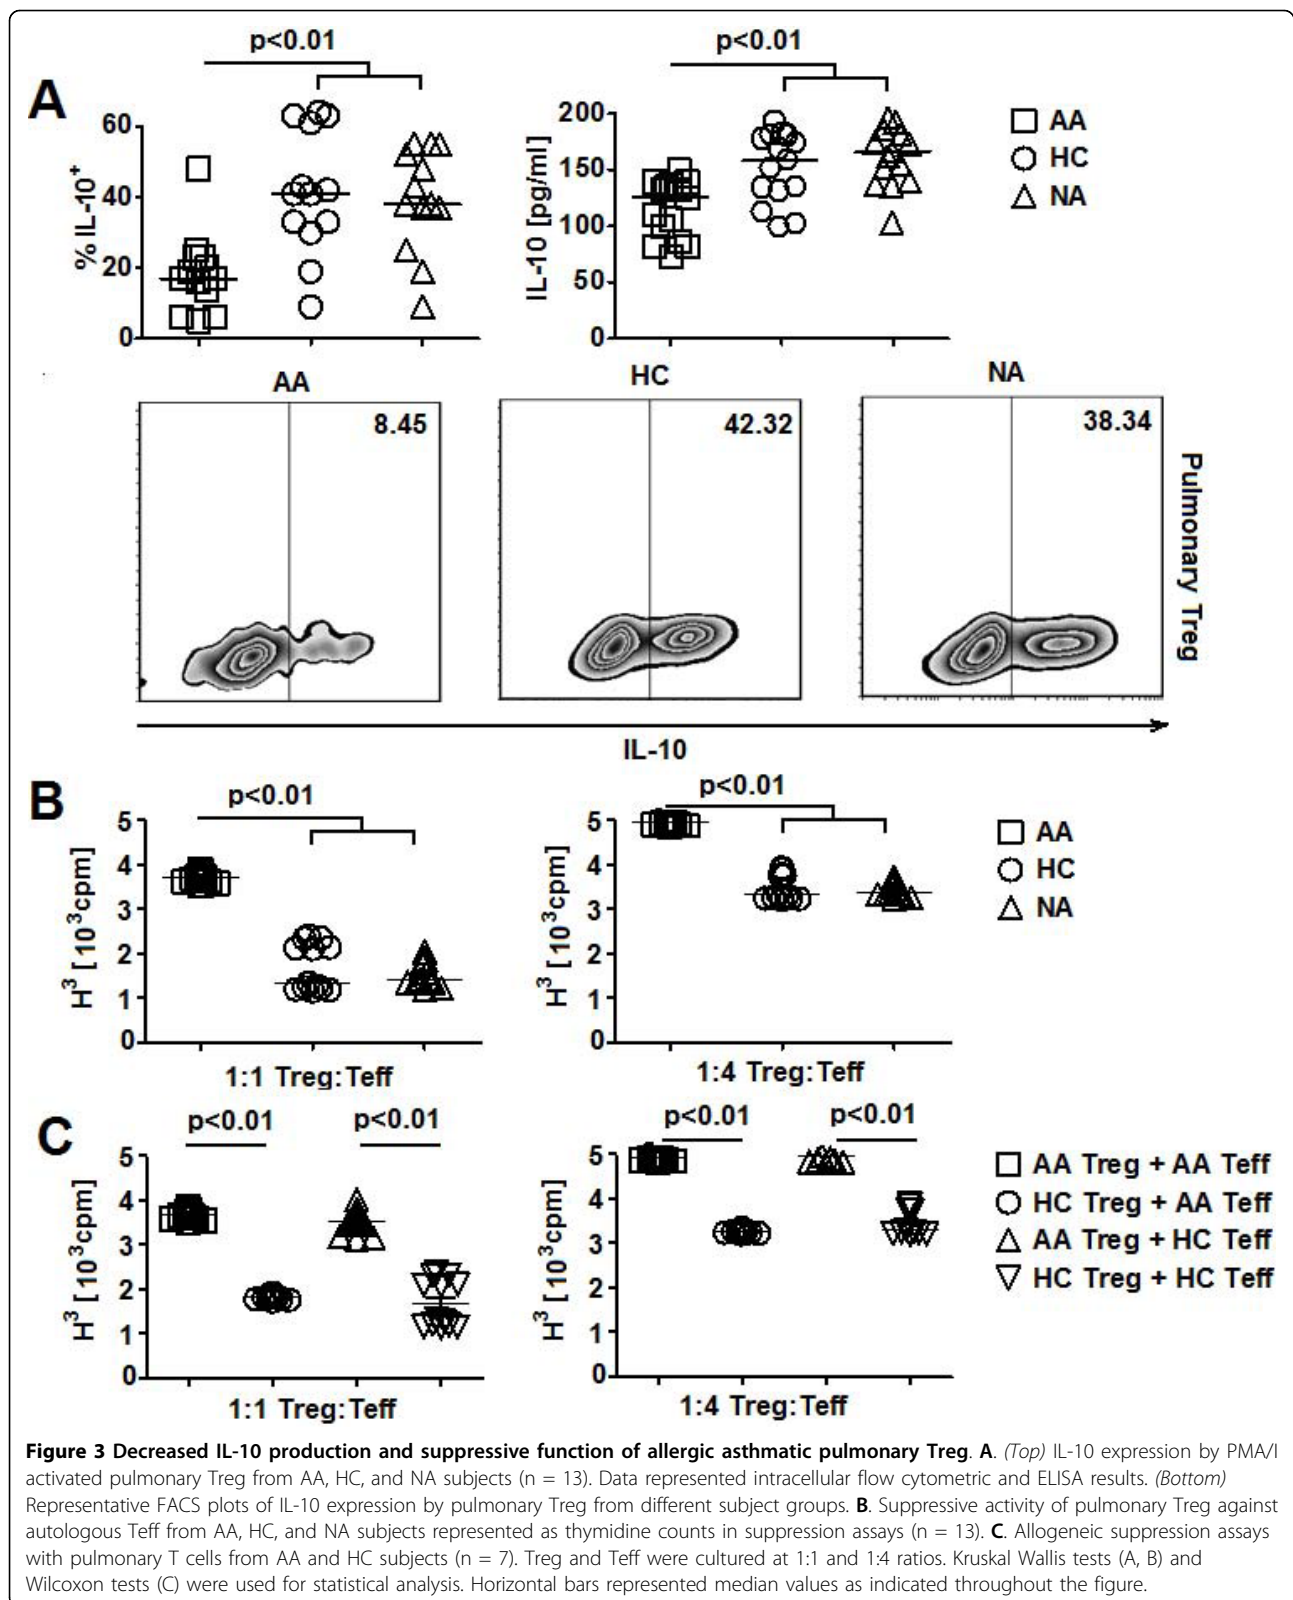 A
p<0.01
p<0.01
% IL-10+
60
40
20
0
IL-10 [pg/ml]
200
150
100
50
0
AA
HC
NA
AA
HC
NA
8.45
42.32
38.34
Pulmonary Treg
IL-10
B
p<0.01
p<0.01
H3 [103cpm]
5
4
3
2
1
0
1:1 Treg:Teff
H3 [103cpm]
5
4
3
2
1
0
1:4 Treg:Teff
AA
HC
NA
C
p<0.01
p<0.01
p<0.01
p<0.01
H3 [103cpm]
5
4
3
2
1
0
1:1 Treg:Teff
H3 [103cpm]
5
4
3
2
1
0
1:4 Treg:Teff
AA Treg + AA Teff
HC Treg + AA Teff
AA Treg + HC Teff
HC Treg + HC Teff
Figure 3 Decreased IL-10 production and suppressive function of allergic asthmatic pulmonary Treg. A. (Top) IL-10 expression by PMA/I
activated pulmonary Treg from AA, HC, and NA subjects (n = 13). Data represented intracellular flow cytometric and ELISA results. (Bottom)
Representative FACS plots of IL-10 expression by pulmonary Treg from different subject groups. B. Suppressive activity of pulmonary Treg against
autologous Teff from AA, HC, and NA subjects represented as thymidine counts in suppression assays (n = 13). C. Allogeneic suppression assays
with pulmonary T cells from AA and HC subjects (n = 7). Treg and Teff were cultured at 1:1 and 1:4 ratios. Kruskal Wallis tests (A, B) and
Wilcoxon tests (C) were used for statistical analysis. Horizontal bars represented median values as indicated throughout the figure.